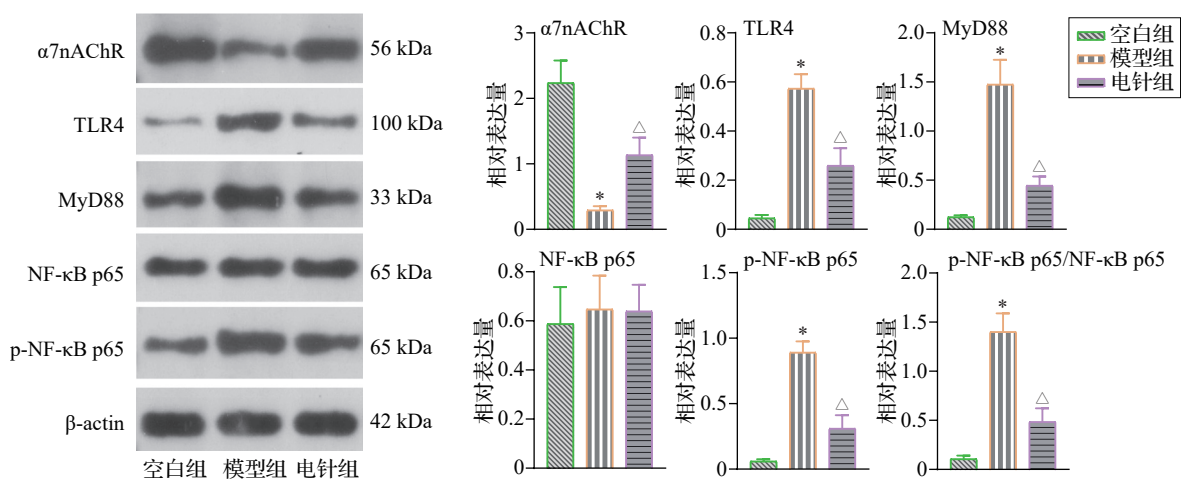 α7nAChR 56 kDa
TLR4 100 kDa
MyD88 33 kDa
NF-κB p65 65 kDa
p-NF-κB p65 65 kDa
β-actin 42 kDa
空白组 模型组 电针组
α7nAChR
相对表达量
3
2
1
0
*
△
TLR4
相对表达量
0.8
0.6
0.4
0.2
0
*
△
MyD88
相对表达量
2.0
1.5
1.0
0.5
0
*
△
空白组
模型组
电针组
NF-κB p65
相对表达量
0.8
0.6
0.4
0.2
0
p-NF-κB p65
相对表达量
1.5
1.0
0.5
0
*
△
p-NF-κB p65/NF-κB p65
相对表达量
2.0
1.5
1.0
0.5
0
*
△